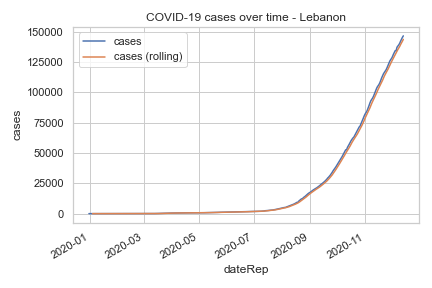 COVID-19 cases over time - Lebanon
cases
cases (rolling)
150000
125000
100000
75000
50000
25000
0
cases
2020-01
2020-03
2020-05
2020-07
2020-09
2020-11
dateRep